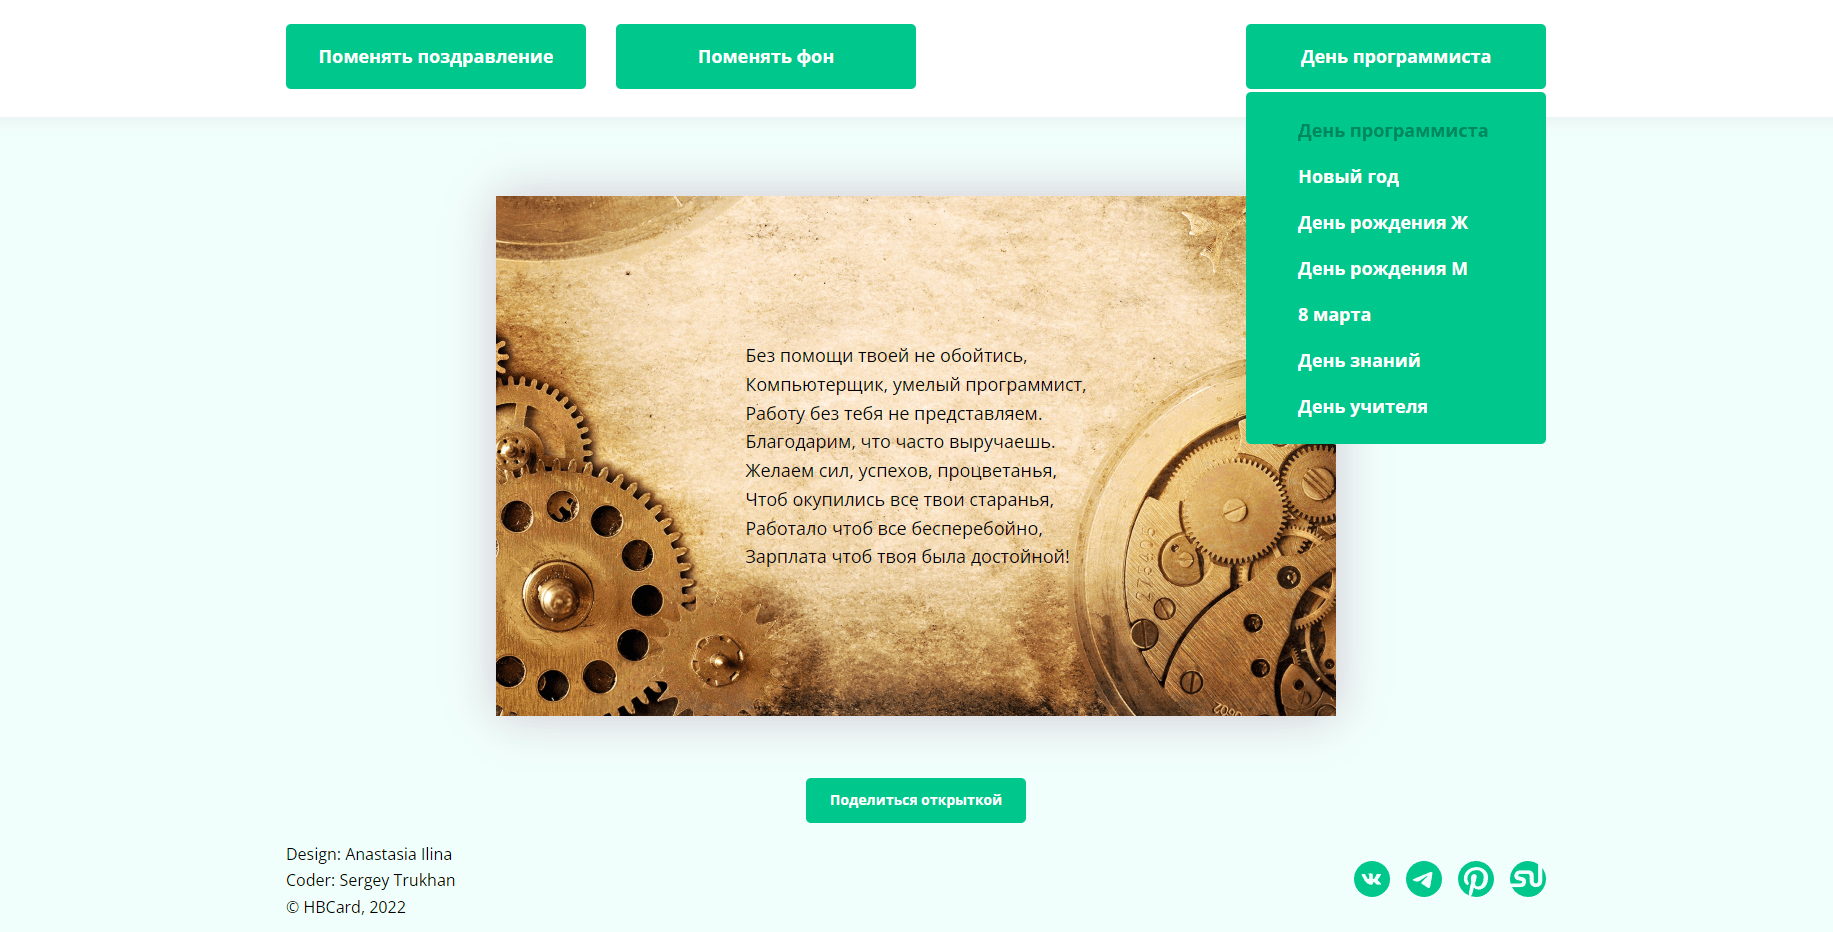 Поменять поздравление
Поменять фон
День программиста
День программиста
Новый год
День рождения Ж
День рождения М
8 марта
День знаний
День учителя
Без помощи твоей не обойтись,
Компьютерщик, умелый программист,
Работу без тебя не представляем.
Благодарим, что часто выручаешь.
Желаем сил, успехов, процветанья,
Чтоб окупились все твои старанья,
Работало чтоб все бесперебойно,
Зарплата чтоб твоя была достойной!
Поделиться открыткой
Design: Anastasia Ilina
Coder: Sergey Trukhan
© HBCard, 2022